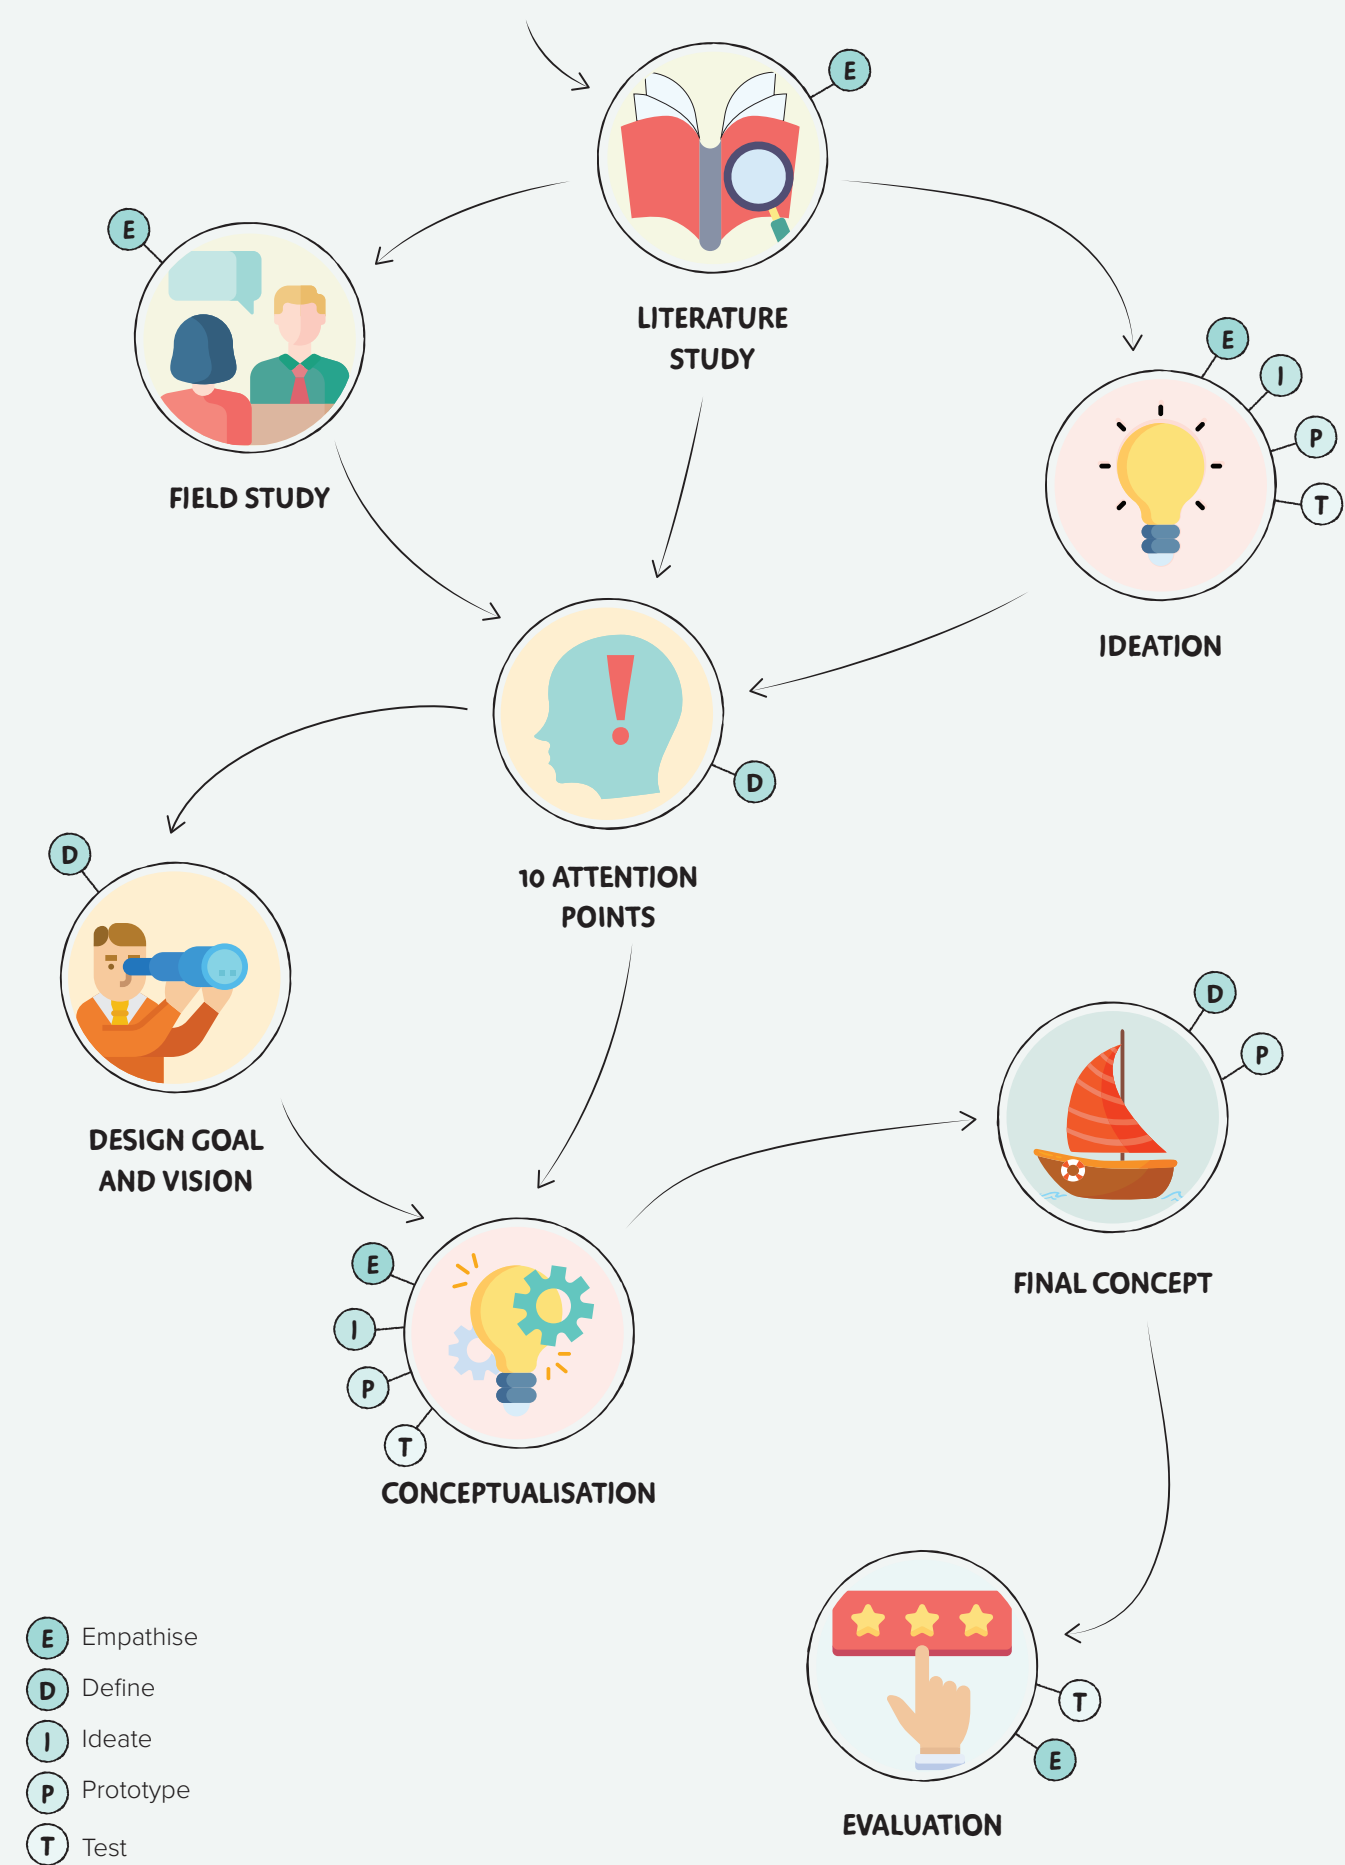 E
LITERATURE
STUDY
E
FIELD STUDY
E
I
P
T
IDEATION
D
10 ATTENTION
POINTS
D
DESIGN GOAL
AND VISION
D
P
FINAL CONCEPT
E
I
P
T
CONCEPTUALISATION
T
E
EVALUATION
E Empathise
D Define
I Ideate
P Prototype
T Test